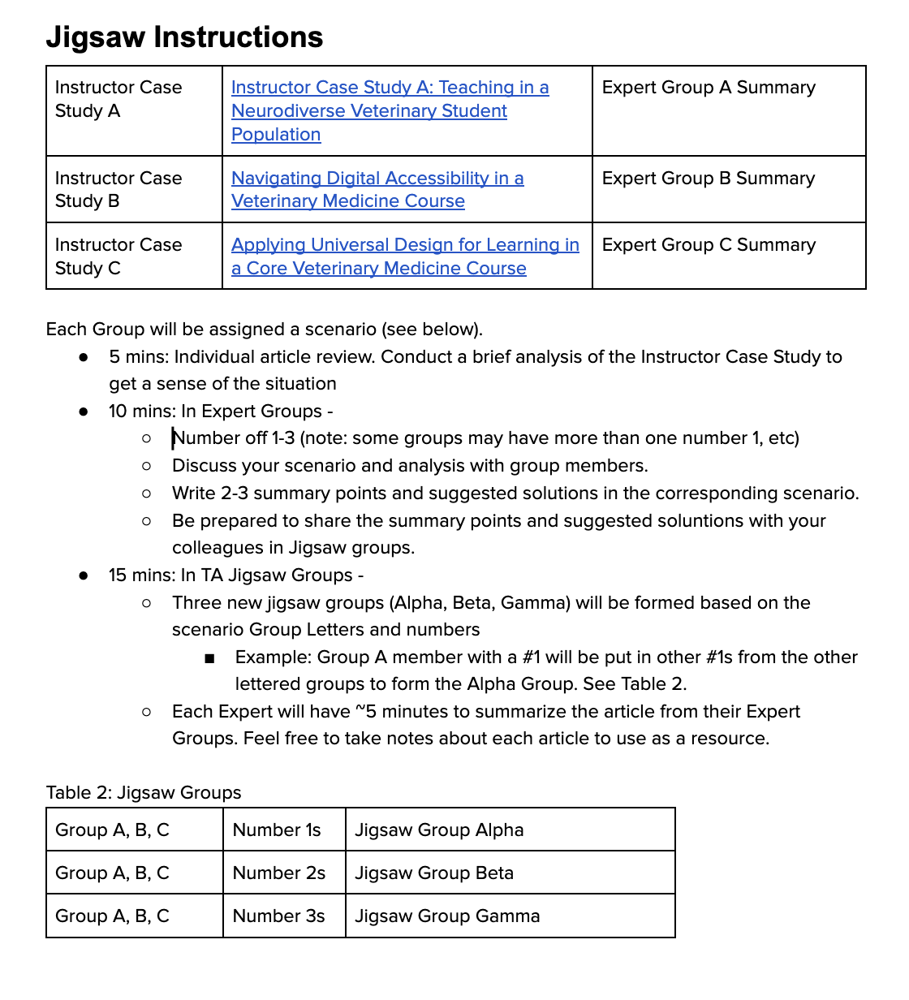 Jigsaw Instructions
Instructor Case
Study A
Instructor Case Study A: Teaching in a
Neurodiverse Veterinary Student
Population
Expert Group A Summary
Instructor Case
Study B
Navigating Digital Accessibility in a
Veterinary Medicine Course
Expert Group B Summary
Instructor Case
Study C
Applying Universal Design for Learning in
a Core Veterinary Medicine Course
Expert Group C Summary
Each Group will be assigned a scenario (see below).
● 5 mins: Individual article review. Conduct a brief analysis of the Instructor Case Study to
get a sense of the situation
● 10 mins: In Expert Groups -
○ Number off 1-3 (note: some groups may have more than one number 1, etc)
○ Discuss your scenario and analysis with group members.
○ Write 2-3 summary points and suggested solutions in the corresponding scenario.
○ Be prepared to share the summary points and suggested soluntions with your
colleagues in Jigsaw groups.
● 15 mins: In TA Jigsaw Groups -
○ Three new jigsaw groups (Alpha, Beta, Gamma) will be formed based on the
scenario Group Letters and numbers
■ Example: Group A member with a #1 will be put in other #1s from the other
lettered groups to form the Alpha Group. See Table 2.
○ Each Expert will have ~5 minutes to summarize the article from their Expert
Groups. Feel free to take notes about each article to use as a resource.
Table 2: Jigsaw Groups
Group A, B, C
Number 1s
Jigsaw Group Alpha
Group A, B, C
Number 2s
Jigsaw Group Beta
Group A, B, C
Number 3s
Jigsaw Group Gamma